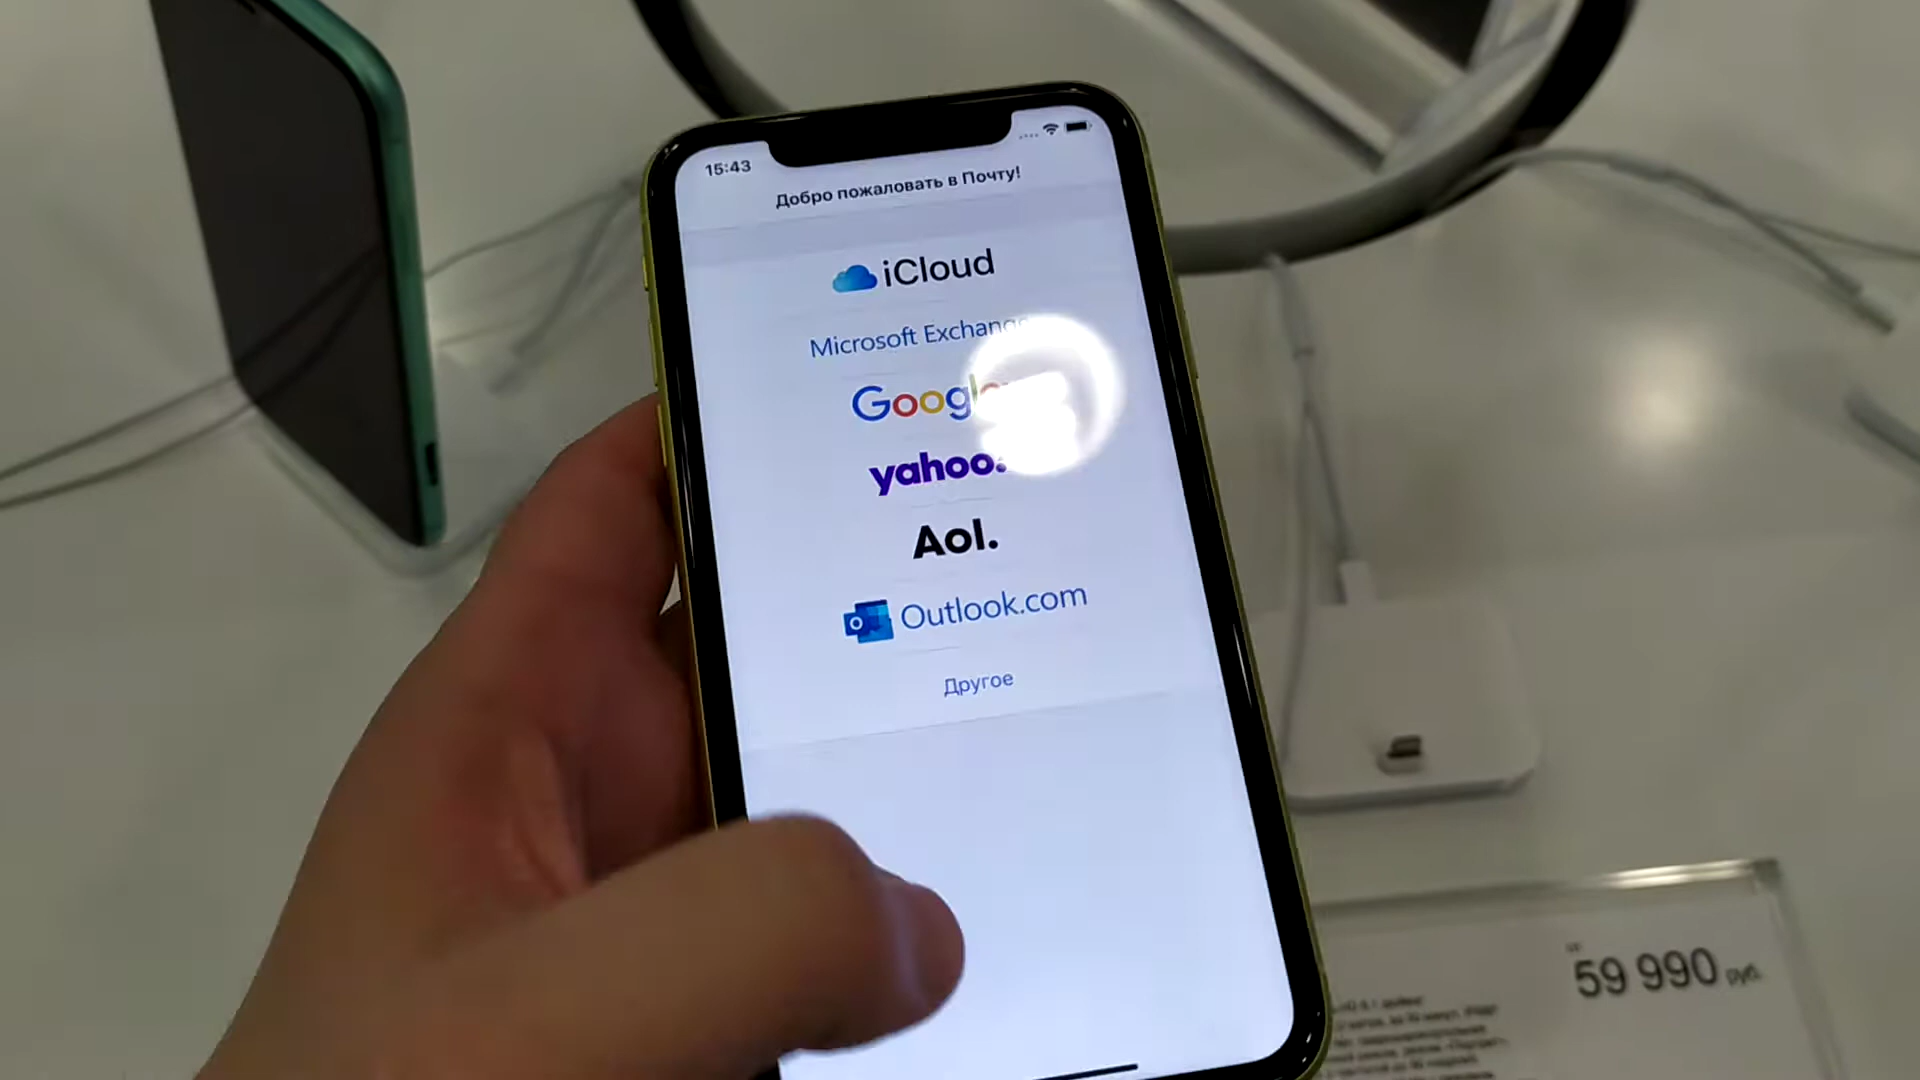 15:43
Добро пожаловать в Почту!
iCloud
Microsoft Exchange
Google
yahoo!
Aol.
Outlook.com
Другое
59 990 руб.